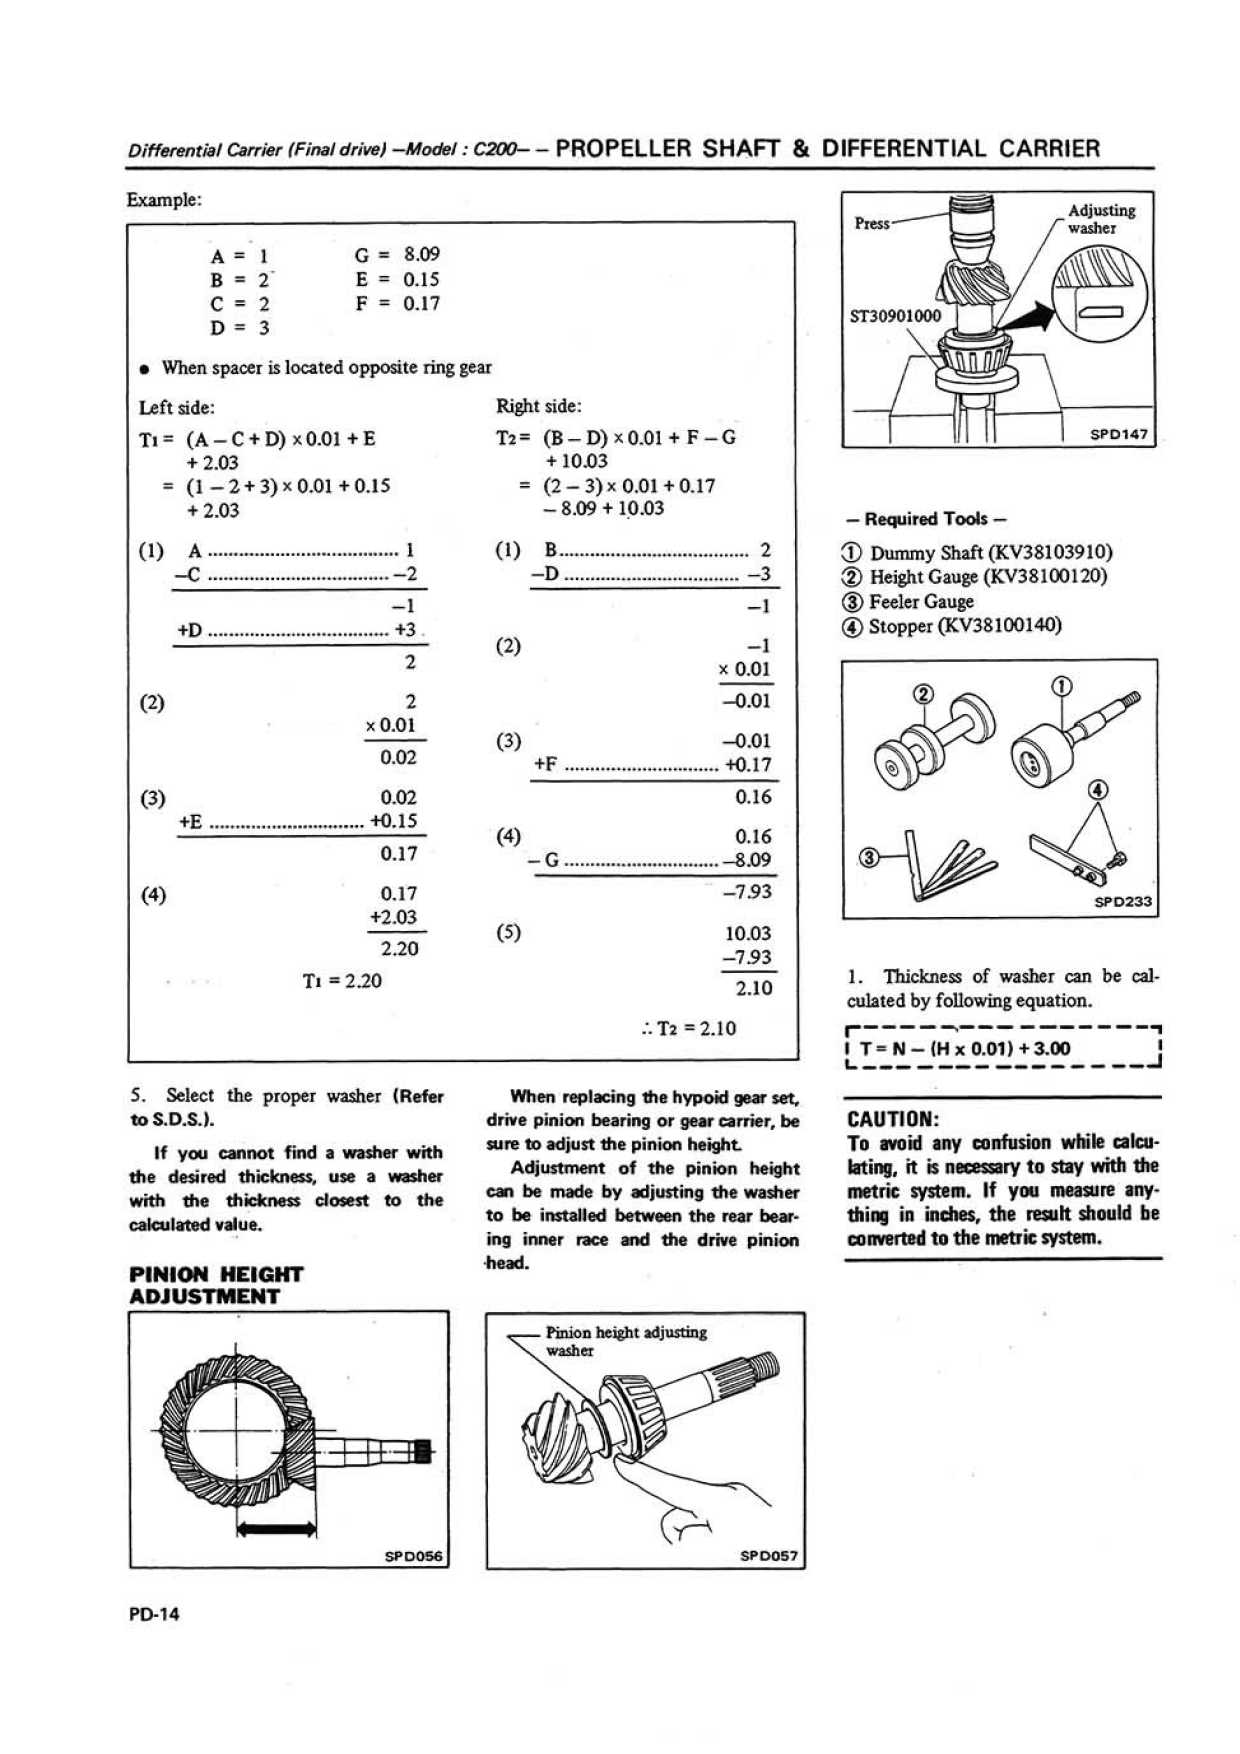 Differential Carrier (Final drive) —Model : C200— — PROPELLER SHAFT & DIFFERENTIAL CARRIER
Example:
A = 1 G = 8.09
B = 2 E = 0.15
C = 2 F = 0.17
D = 3
● When spacer is located opposite ring gear
Left side:
T1 = (A – C + D) x 0.01 + E
+ 2.03
= (1 – 2 + 3) x 0.01 + 0.15
+ 2.03
(1) A .................................... 1
–C .................................. –2
–1
+D .................................. +3
2
(2) 2
x 0.01
0.02
(3) 0.02
+E ............................. +0.15
0.17
(4) 0.17
+2.03
2.20
T1 = 2.20
Right side:
T2 = (B – D) x 0.01 + F – G
+ 10.03
= (2 – 3) x 0.01 + 0.17
– 8.09 + 10.03
(1) B .................................... 2
–D ................................. –3
–1
(2) –1
x 0.01
–0.01
(3) –0.01
+F ............................. +0.17
0.16
(4) 0.16
– G ............................. –8.09
–7.93
(5) 10.03
–7.93
2.10
∴ T2 = 2.10
5. Select the proper washer (Refer
to S.D.S.).
If you cannot find a washer with
the desired thickness, use a washer
with the thickness closest to the
calculated value.
PINION HEIGHT
ADJUSTMENT
SPD056
When replacing the hypoid gear set,
drive pinion bearing or gear carrier, be
sure to adjust the pinion height.
Adjustment of the pinion height
can be made by adjusting the washer
to be installed between the rear bear-
ing inner race and the drive pinion
head.
Pinion height adjusting
washer
SPD057
Press
Adjusting
washer
ST30901000
SPD147
— Required Tools —
① Dummy Shaft (KV38103910)
② Height Gauge (KV38100120)
③ Feeler Gauge
④ Stopper (KV38100140)
②
①
④
③
SPD233
1. Thickness of washer can be cal-
culated by following equation.
T = N – (H x 0.01) + 3.00
CAUTION:
To avoid any confusion while calcu-
lating, it is necessary to stay with the
metric system. If you measure any-
thing in inches, the result should be
converted to the metric system.
PD-14